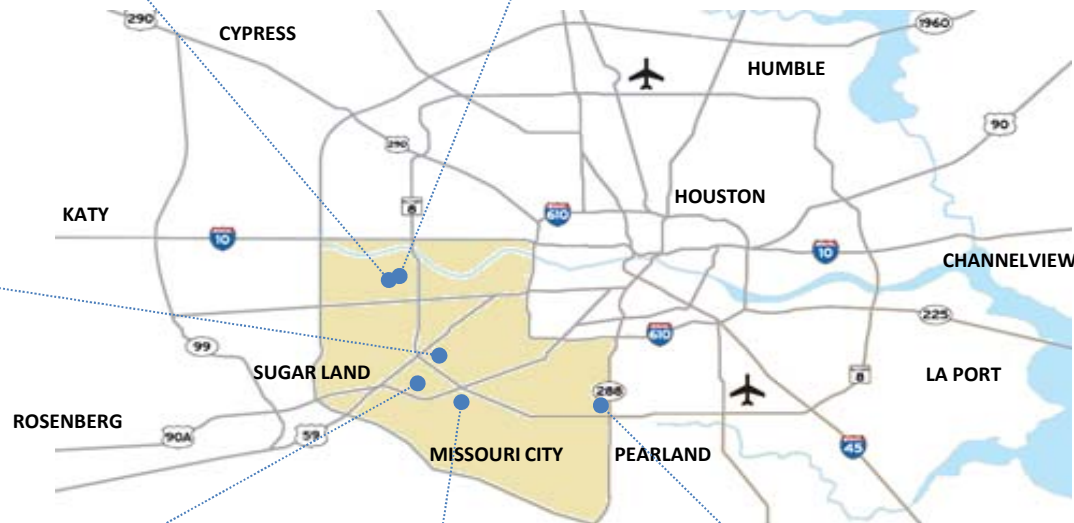 290
1960
CYPRESS
HUMBLE
90
290
HOUSTON
8
KATY
610
10
10
CHANNELVIEW
225
610
99
SUGAR LAND
8
LA PORT
288
ROSENBERG
90A
59
45
MISSOURI CITY
PEARLAND